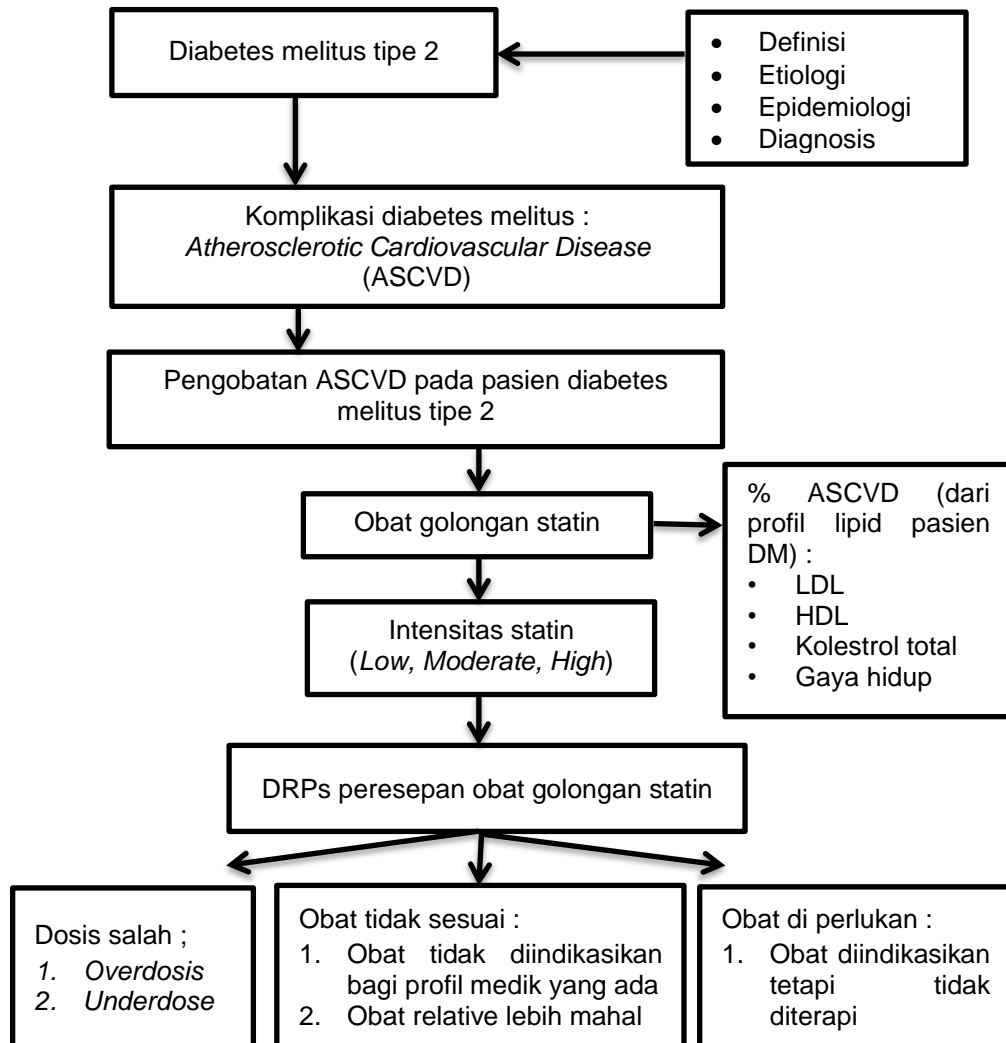 Diabetes melitus tipe 2
• Definisi
• Etiologi
• Epidemiologi
• Diagnosis
Komplikasi diabetes melitus :
Atherosclerotic Cardiovascular Disease
(ASCVD)
Pengobatan ASCVD pada pasien diabetes
melitus tipe 2
Obat golongan statin
% ASCVD (dari
profil lipid pasien
DM) :
• LDL
• HDL
• Kolestrol total
• Gaya hidup
Intensitas statin
(Low, Moderate, High)
DRPs peresepan obat golongan statin
Dosis salah ;
1. Overdosis
2. Underdose
Obat tidak sesuai :
1. Obat tidak diindikasikan
bagi profil medik yang ada
2. Obat relative lebih mahal
Obat di perlukan :
1. Obat diindikasikan
tetapi tidak
diterapi